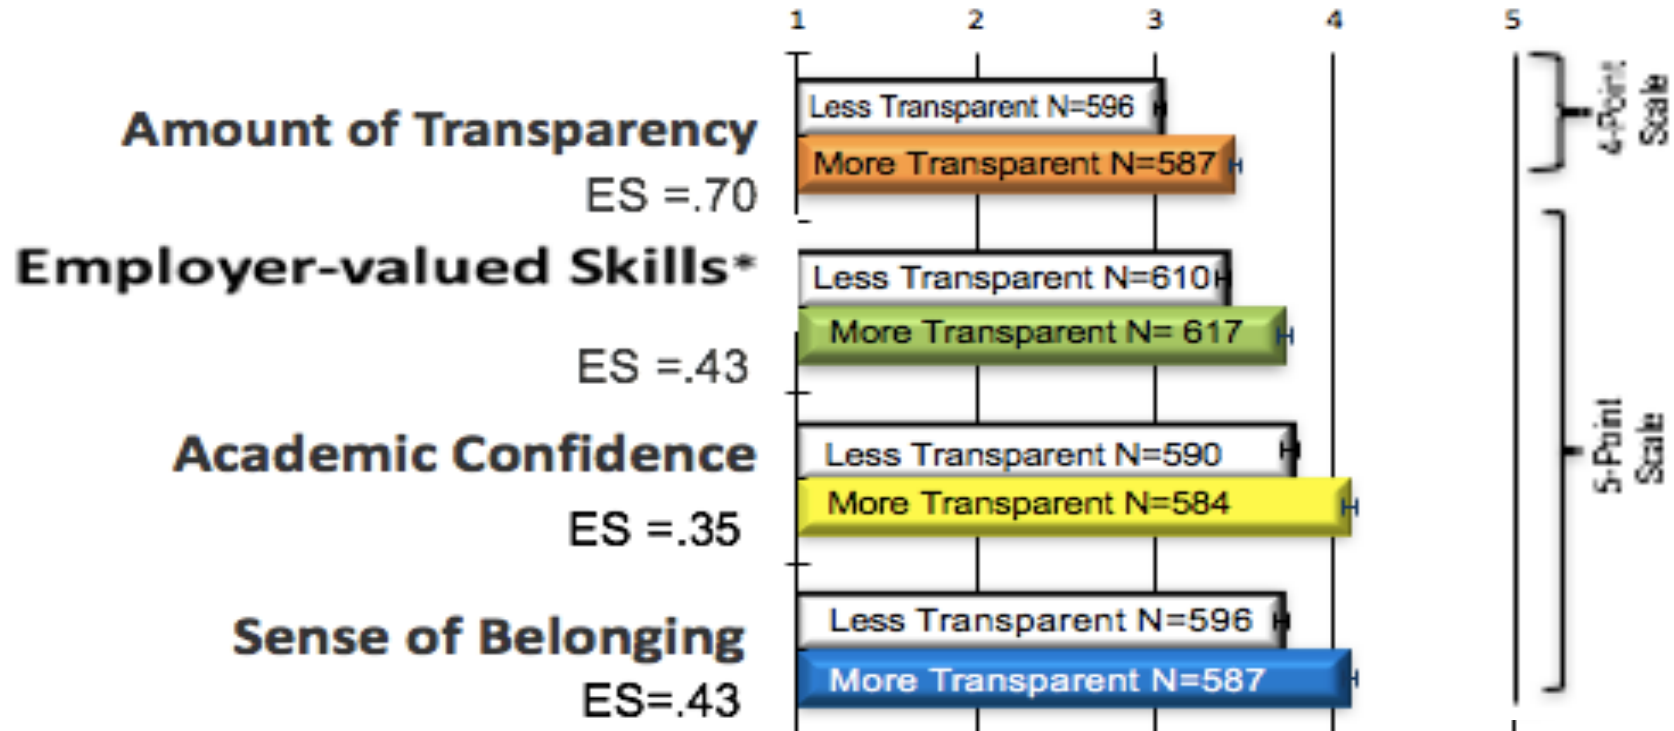 1 2 3 4 5
Amount of Transparency
ES =.70
Less Transparent N=596
More Transparent N=587
Employer-valued Skills*
ES =.43
Less Transparent N=610
More Transparent N= 617
Academic Confidence
ES =.35
Less Transparent N=590
More Transparent N=584
Sense of Belonging
ES=.43
Less Transparent N=596
More Transparent N=587
4-Point
Scale
5-Point
Scale